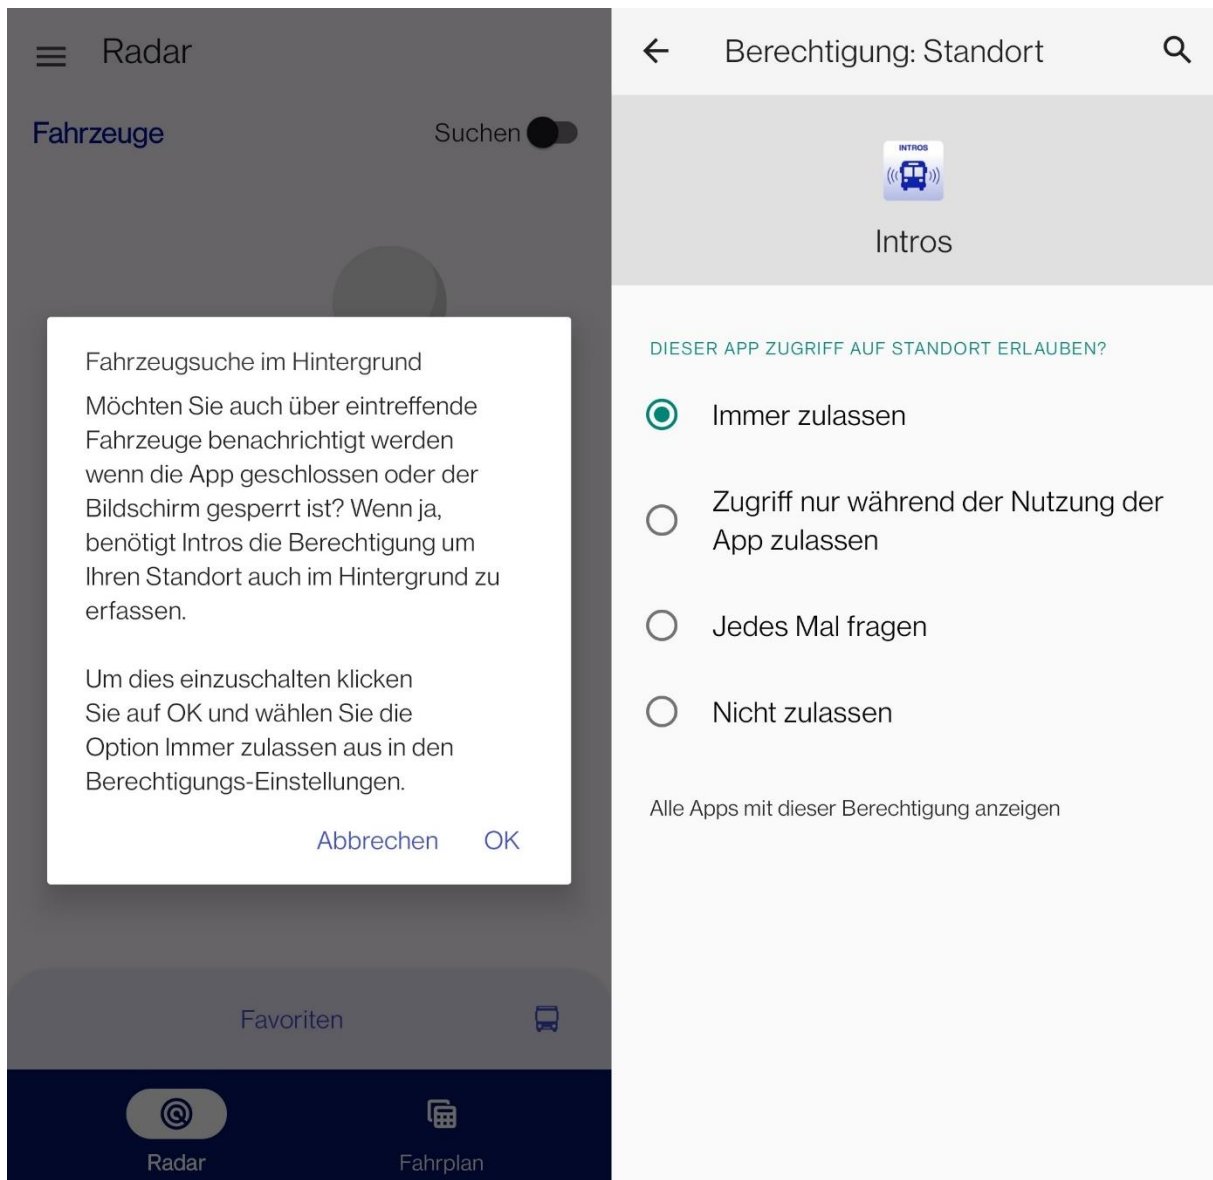 Radar
Fahrzeuge
Suchen
Fahrzeugsuche im Hintergrund
Möchten Sie auch über eintreffende
Fahrzeuge benachrichtigt werden
wenn die App geschlossen oder der
Bildschirm gesperrt ist? Wenn ja,
benötigt Intros die Berechtigung um
Ihren Standort auch im Hintergrund zu
erfassen.
Um dies einzuschalten klicken
Sie auf OK und wählen Sie die
Option Immer zulassen aus in den
Berechtigungs-Einstellungen.
Abbrechen OK
Favoriten
Radar
Fahrplan
Berechtigung: Standort
INTROS
Intros
DIESER APP ZUGRIFF AUF STANDORT ERLAUBEN?
Immer zulassen
Zugriff nur während der Nutzung der
App zulassen
Jedes Mal fragen
Nicht zulassen
Alle Apps mit dieser Berechtigung anzeigen